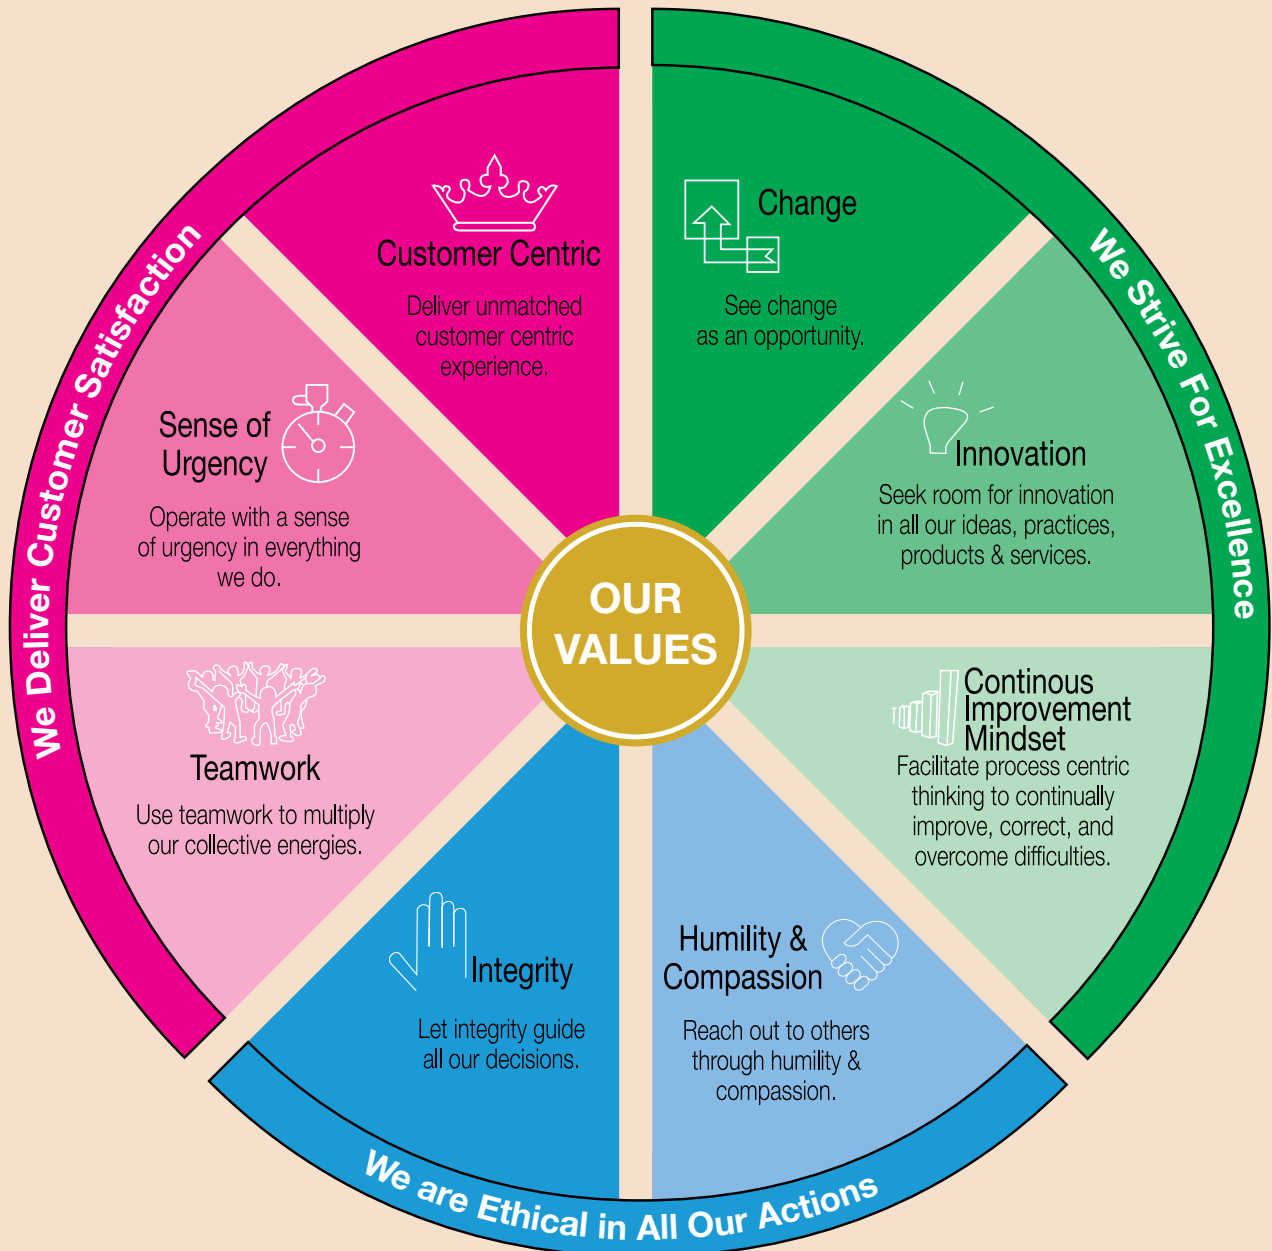 OUR
VALUES
We Deliver Customer Satisfaction
Customer Centric
Deliver unmatched
customer centric
experience.
Sense of
Urgency
Operate with a sense
of urgency in everything
we do.
Teamwork
Use teamwork to multiply
our collective energies.
We Strive For Excellence
Change
See change
as an opportunity.
Innovation
Seek room for innovation
in all our ideas, practices,
products & services.
Continous
Improvement
Mindset
Facilitate process centric
thinking to continually
improve, correct, and
overcome difficulties.
We are Ethical in All Our Actions
Integrity
Let integrity guide
all our decisions.
Humility &
Compassion
Reach out to others
through humility &
compassion.